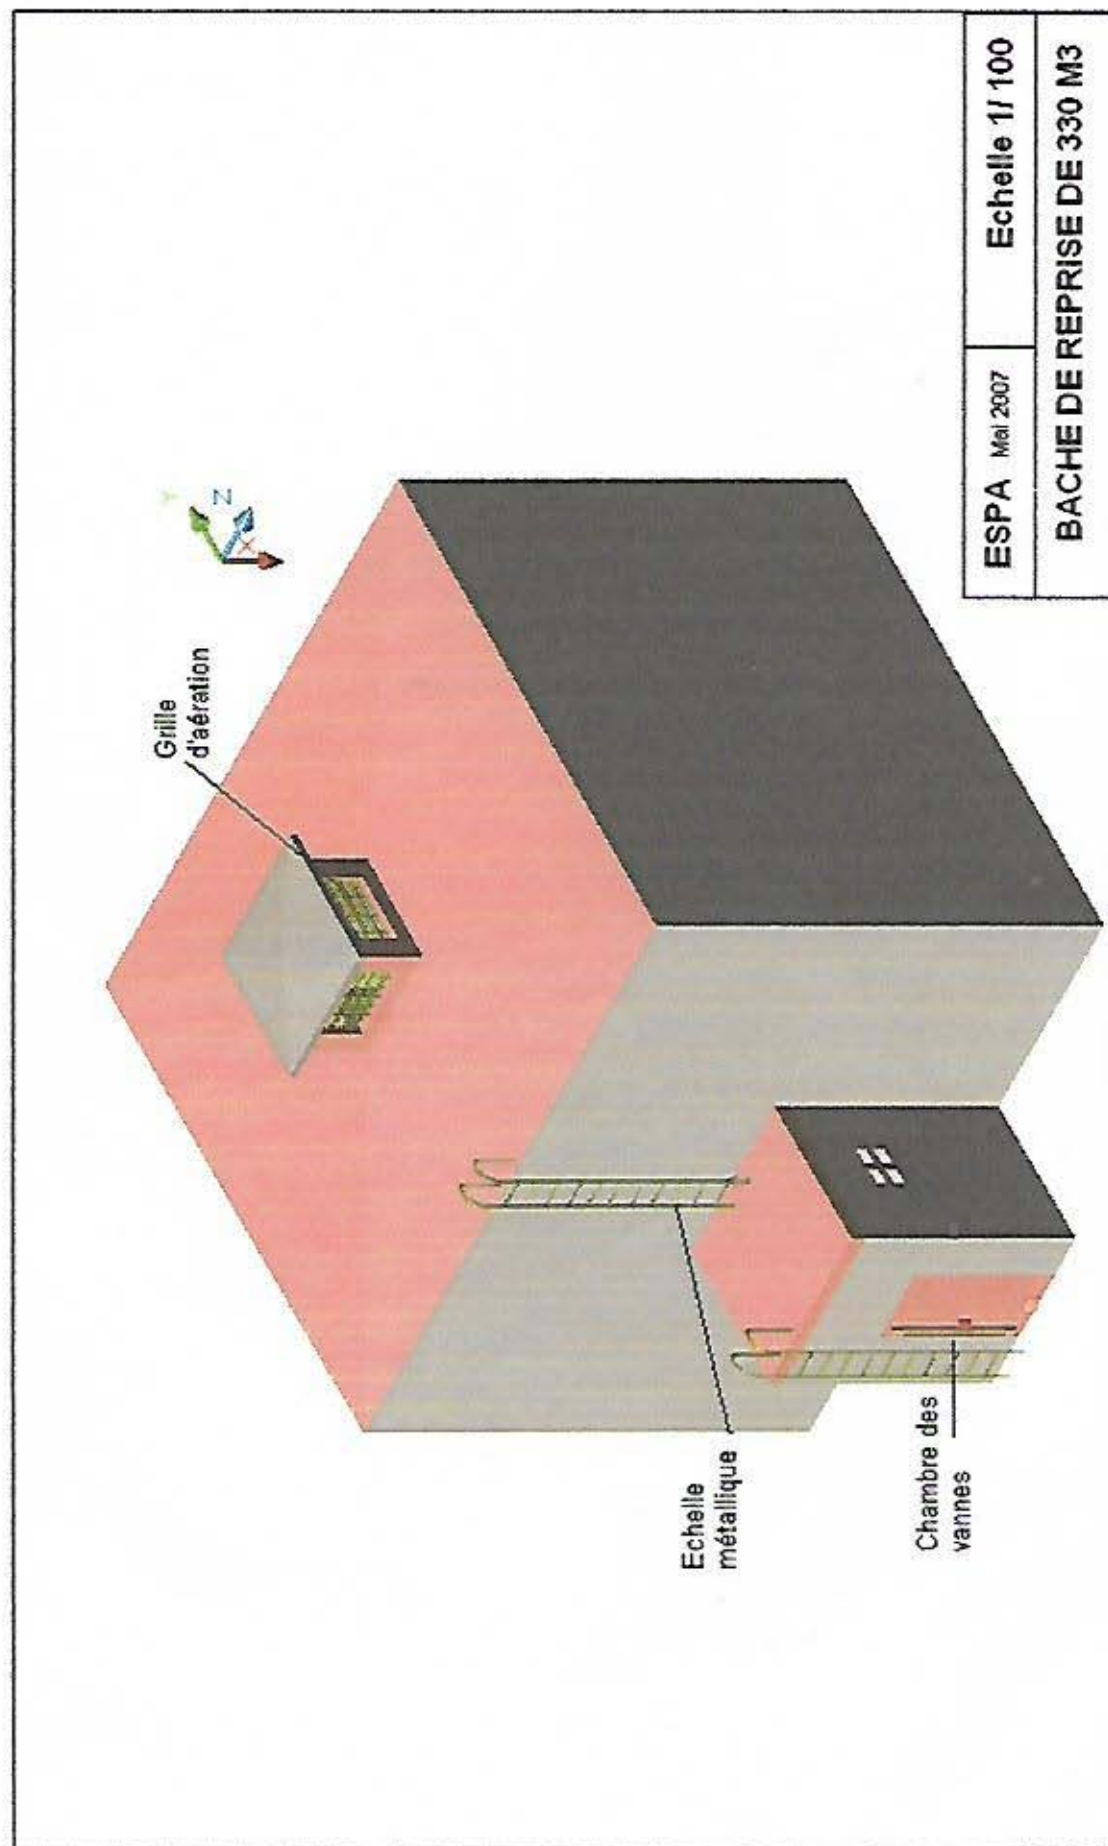 Grille
d'aération
Y
Z
X
Echelle
métallique
Chambre des
vannes
ESPA Mai 2007
Echelle 1/ 100
BACHE DE REPRISE DE 330 M3